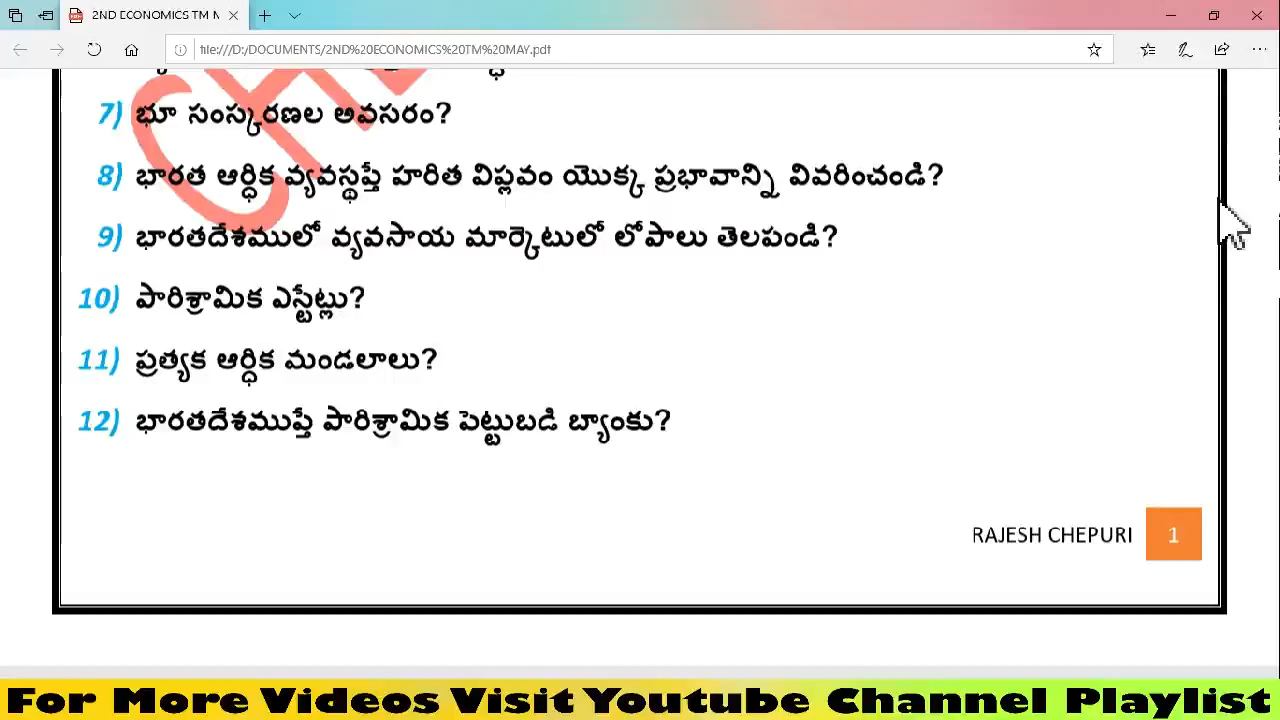 2ND ECONOMICS TM M
file:///D:/DOCUMENTS/2ND%20ECONOMICS%20TM%20MAY.pdf
7) భూ సంస్కరణల అవసరం?
8) భారత ఆర్ధిక వ్యవస్థప్తే హరిత విప్లవం యొక్క ప్రభావాన్ని వివరించండి?
9) భారతదేశములో వ్యవసాయ మార్కెటులో లోపాలు తెలపండి?
10) పారిశ్రామిక ఎస్టేట్లు?
11) ప్రత్యక ఆర్ధిక మండలాలు?
12) భారతదేశముప్తే పారిశ్రామిక పెట్టుబడి బ్యాంకు?
RAJESH CHEPURI 1
For More Videos Visit Youtube Channel Playlist